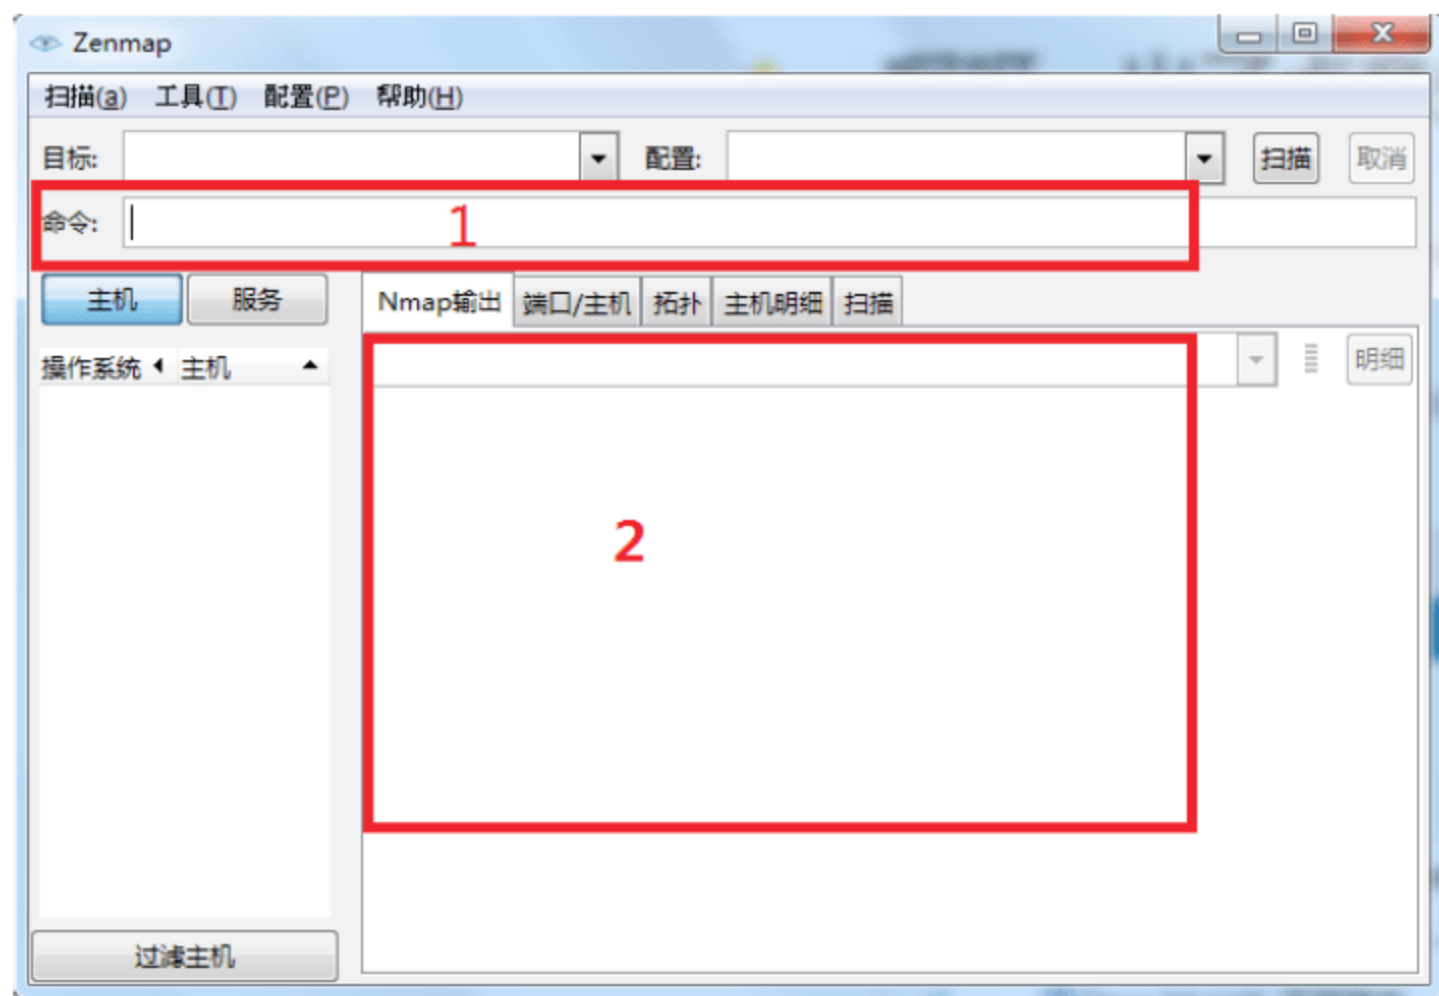 Zenmap
扫描(a) 工具(T) 配置(P) 帮助(H)
目标: 配置: 扫描 取消
命令: 1
主机 服务 Nmap输出 端口/主机 拓扑 主机明细 扫描
操作系统 主机 明细
2
过滤主机